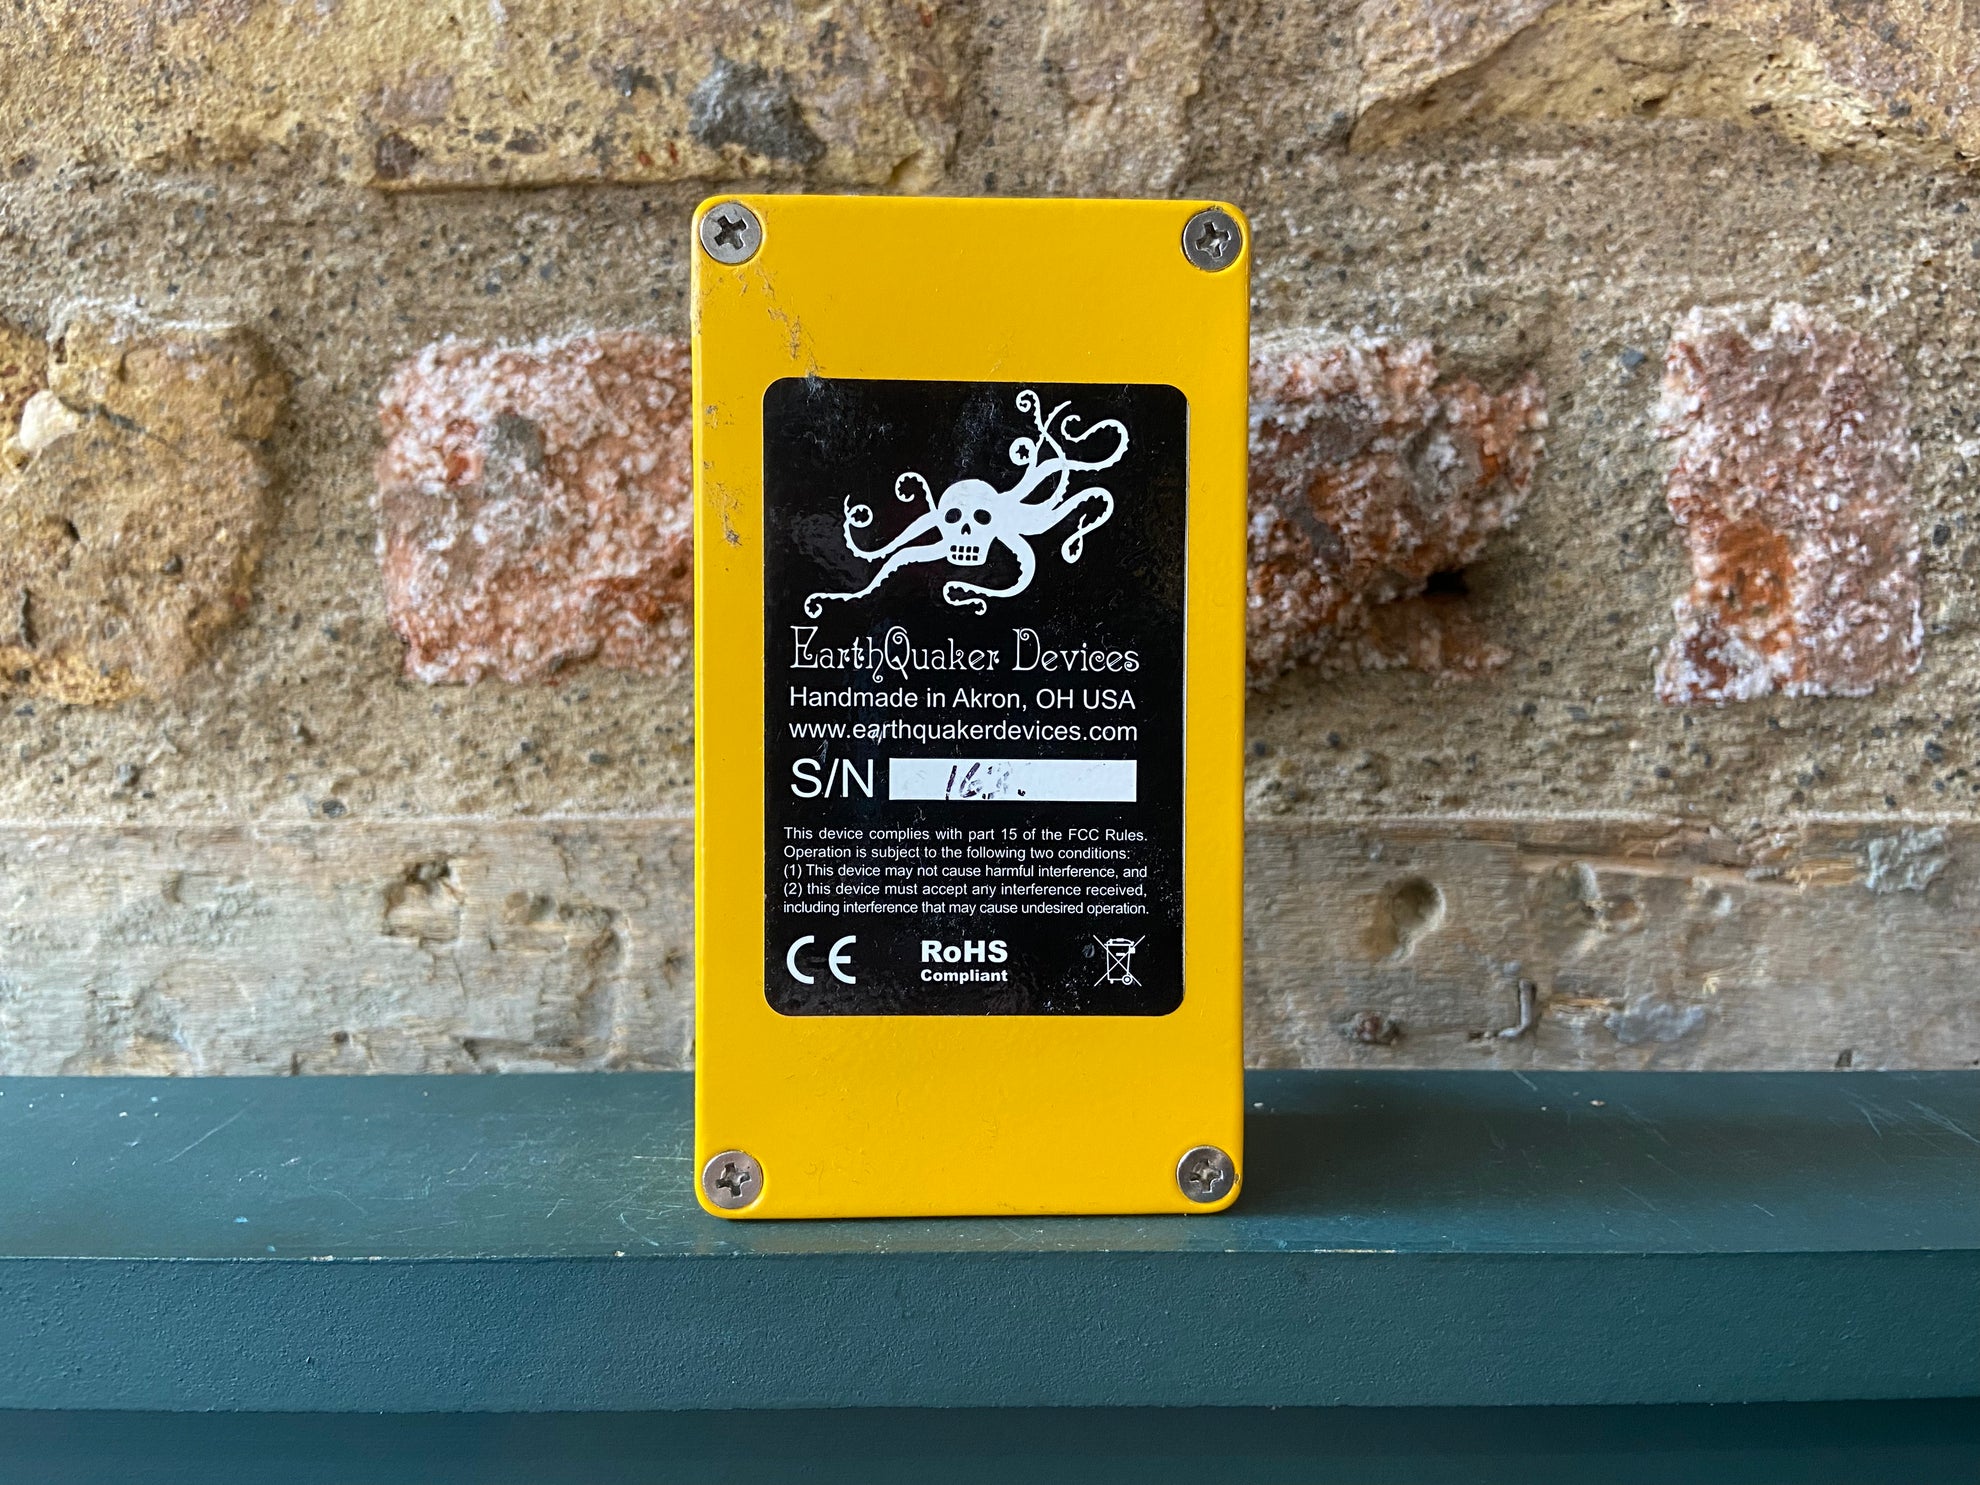 EarthQuaker Devices
Handmade in Akron, OH USA
www.earthquakerdevices.com
S/N
This device complies with part 15 of the FCC Rules.
Operation is subject to the following two conditions:
(1) This device may not cause harmful interference, and
(2) this device must accept any interference received,
including interference that may cause undesired operation.
CE RoHS
Compliant